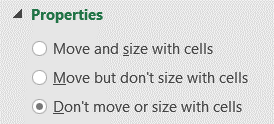 Properties
Move and size with cells
Move but don't size with cells
Don't move or size with cells